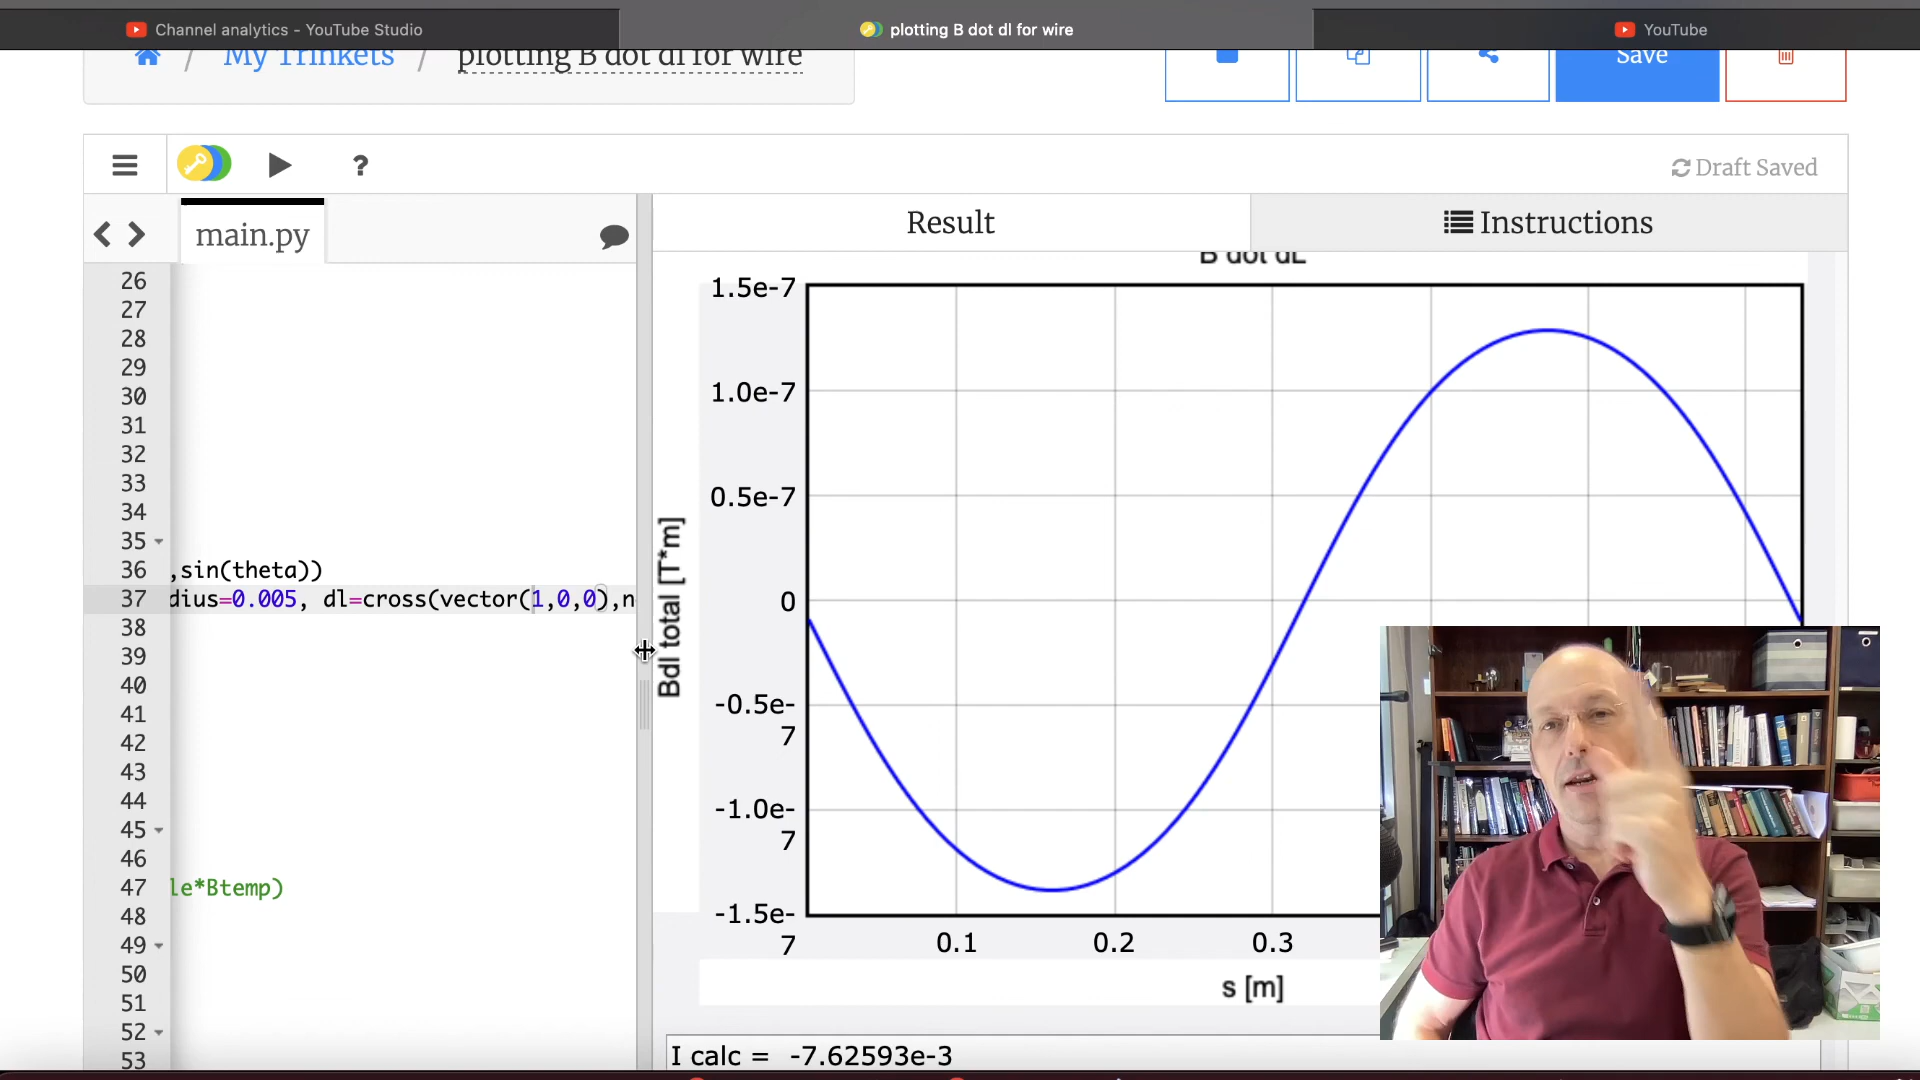 Channel analytics - YouTube Studio
plotting B dot dl for wire
YouTube
/ My Trinkets / plotting B dot dl for wire
Save
?
Draft Saved
main.py
Result
Instructions
26
27
28
29
30
31
32
33
34
35
36 ,sin(theta))
37 dius=0.005, dl=cross(vector(1,0,0),n
38
39
40
41
42
43
44
45
46
47 le*Btemp)
48
49
50
51
52
53
B dot dL
1.5e-7
1.0e-7
0.5e-7
0
-0.5e-
7
-1.0e-
7
-1.5e-
7
Bdl total [T*m]
0.1 0.2 0.3
s [m]
I calc = -7.62593e-3